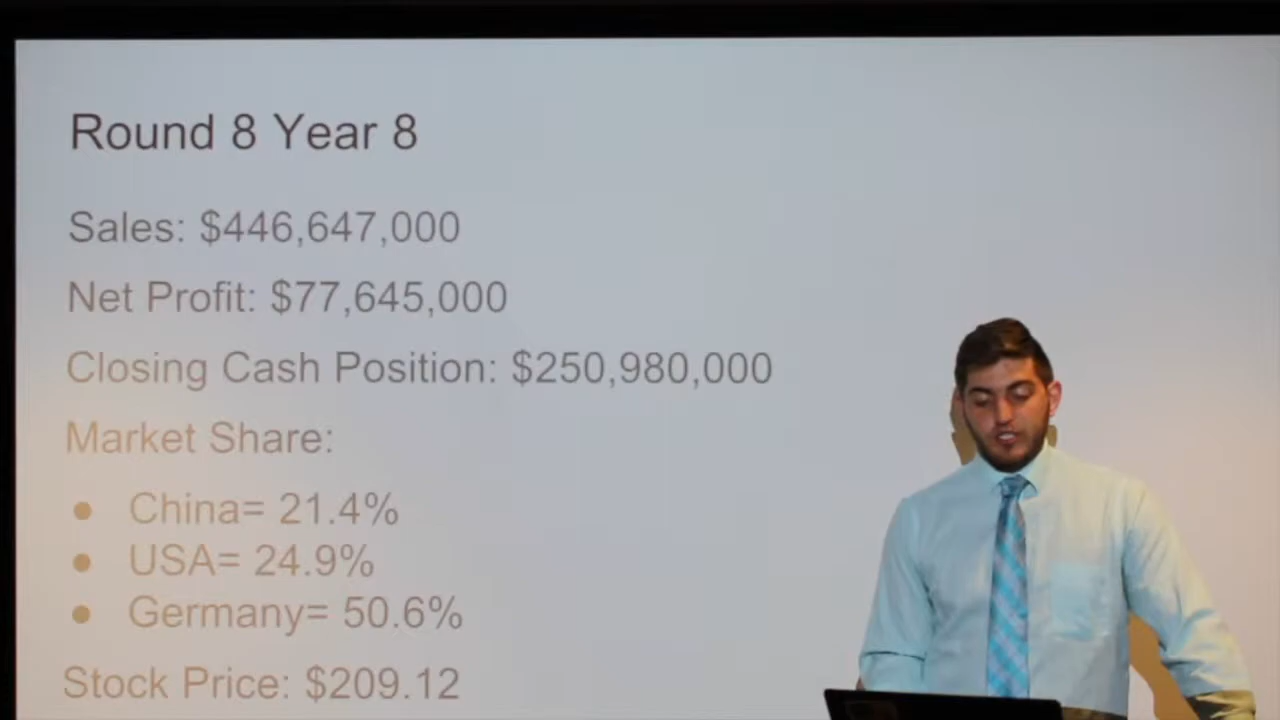 Round 8 Year 8
Sales: $446,647,000
Net Profit: $77,645,000
Closing Cash Position: $250,980,000
Market Share:
● China= 21.4%
● USA= 24.9%
● Germany= 50.6%
Stock Price: $209.12